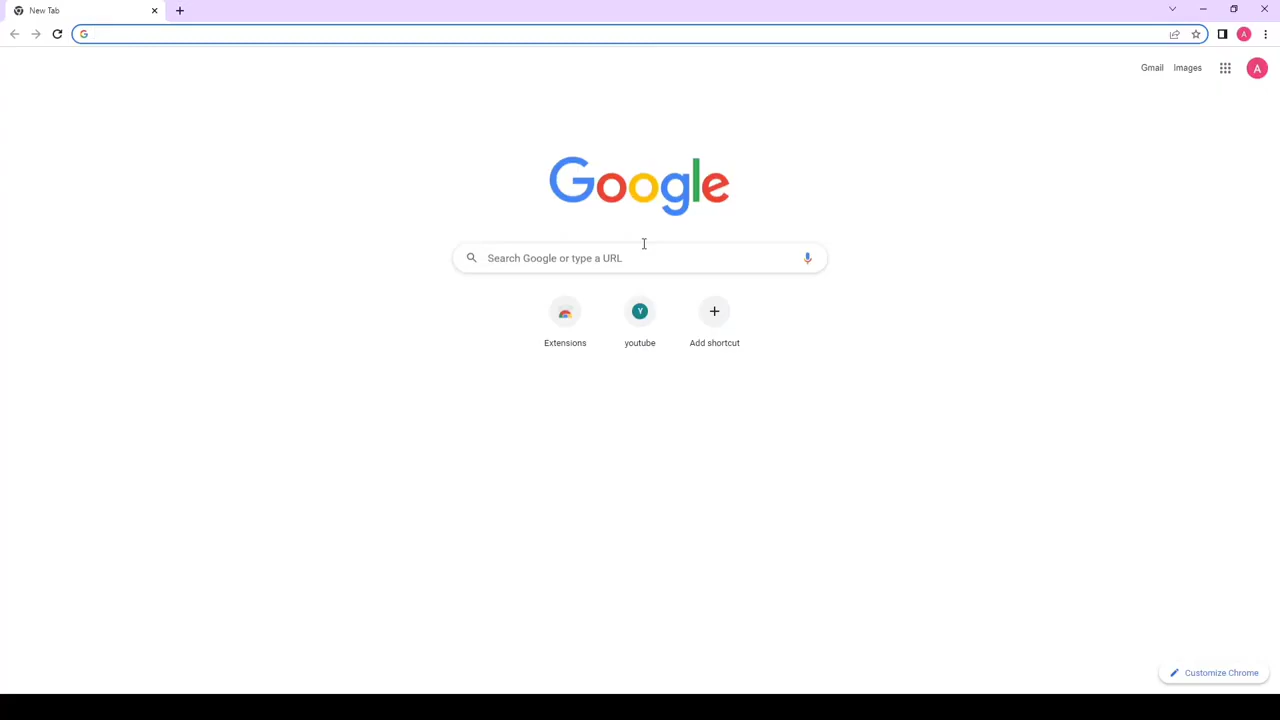 New Tab
G
A
Gmail
Images
A
Google
Search Google or type a URL
Y
Extensions
youtube
Add shortcut
Customize Chrome